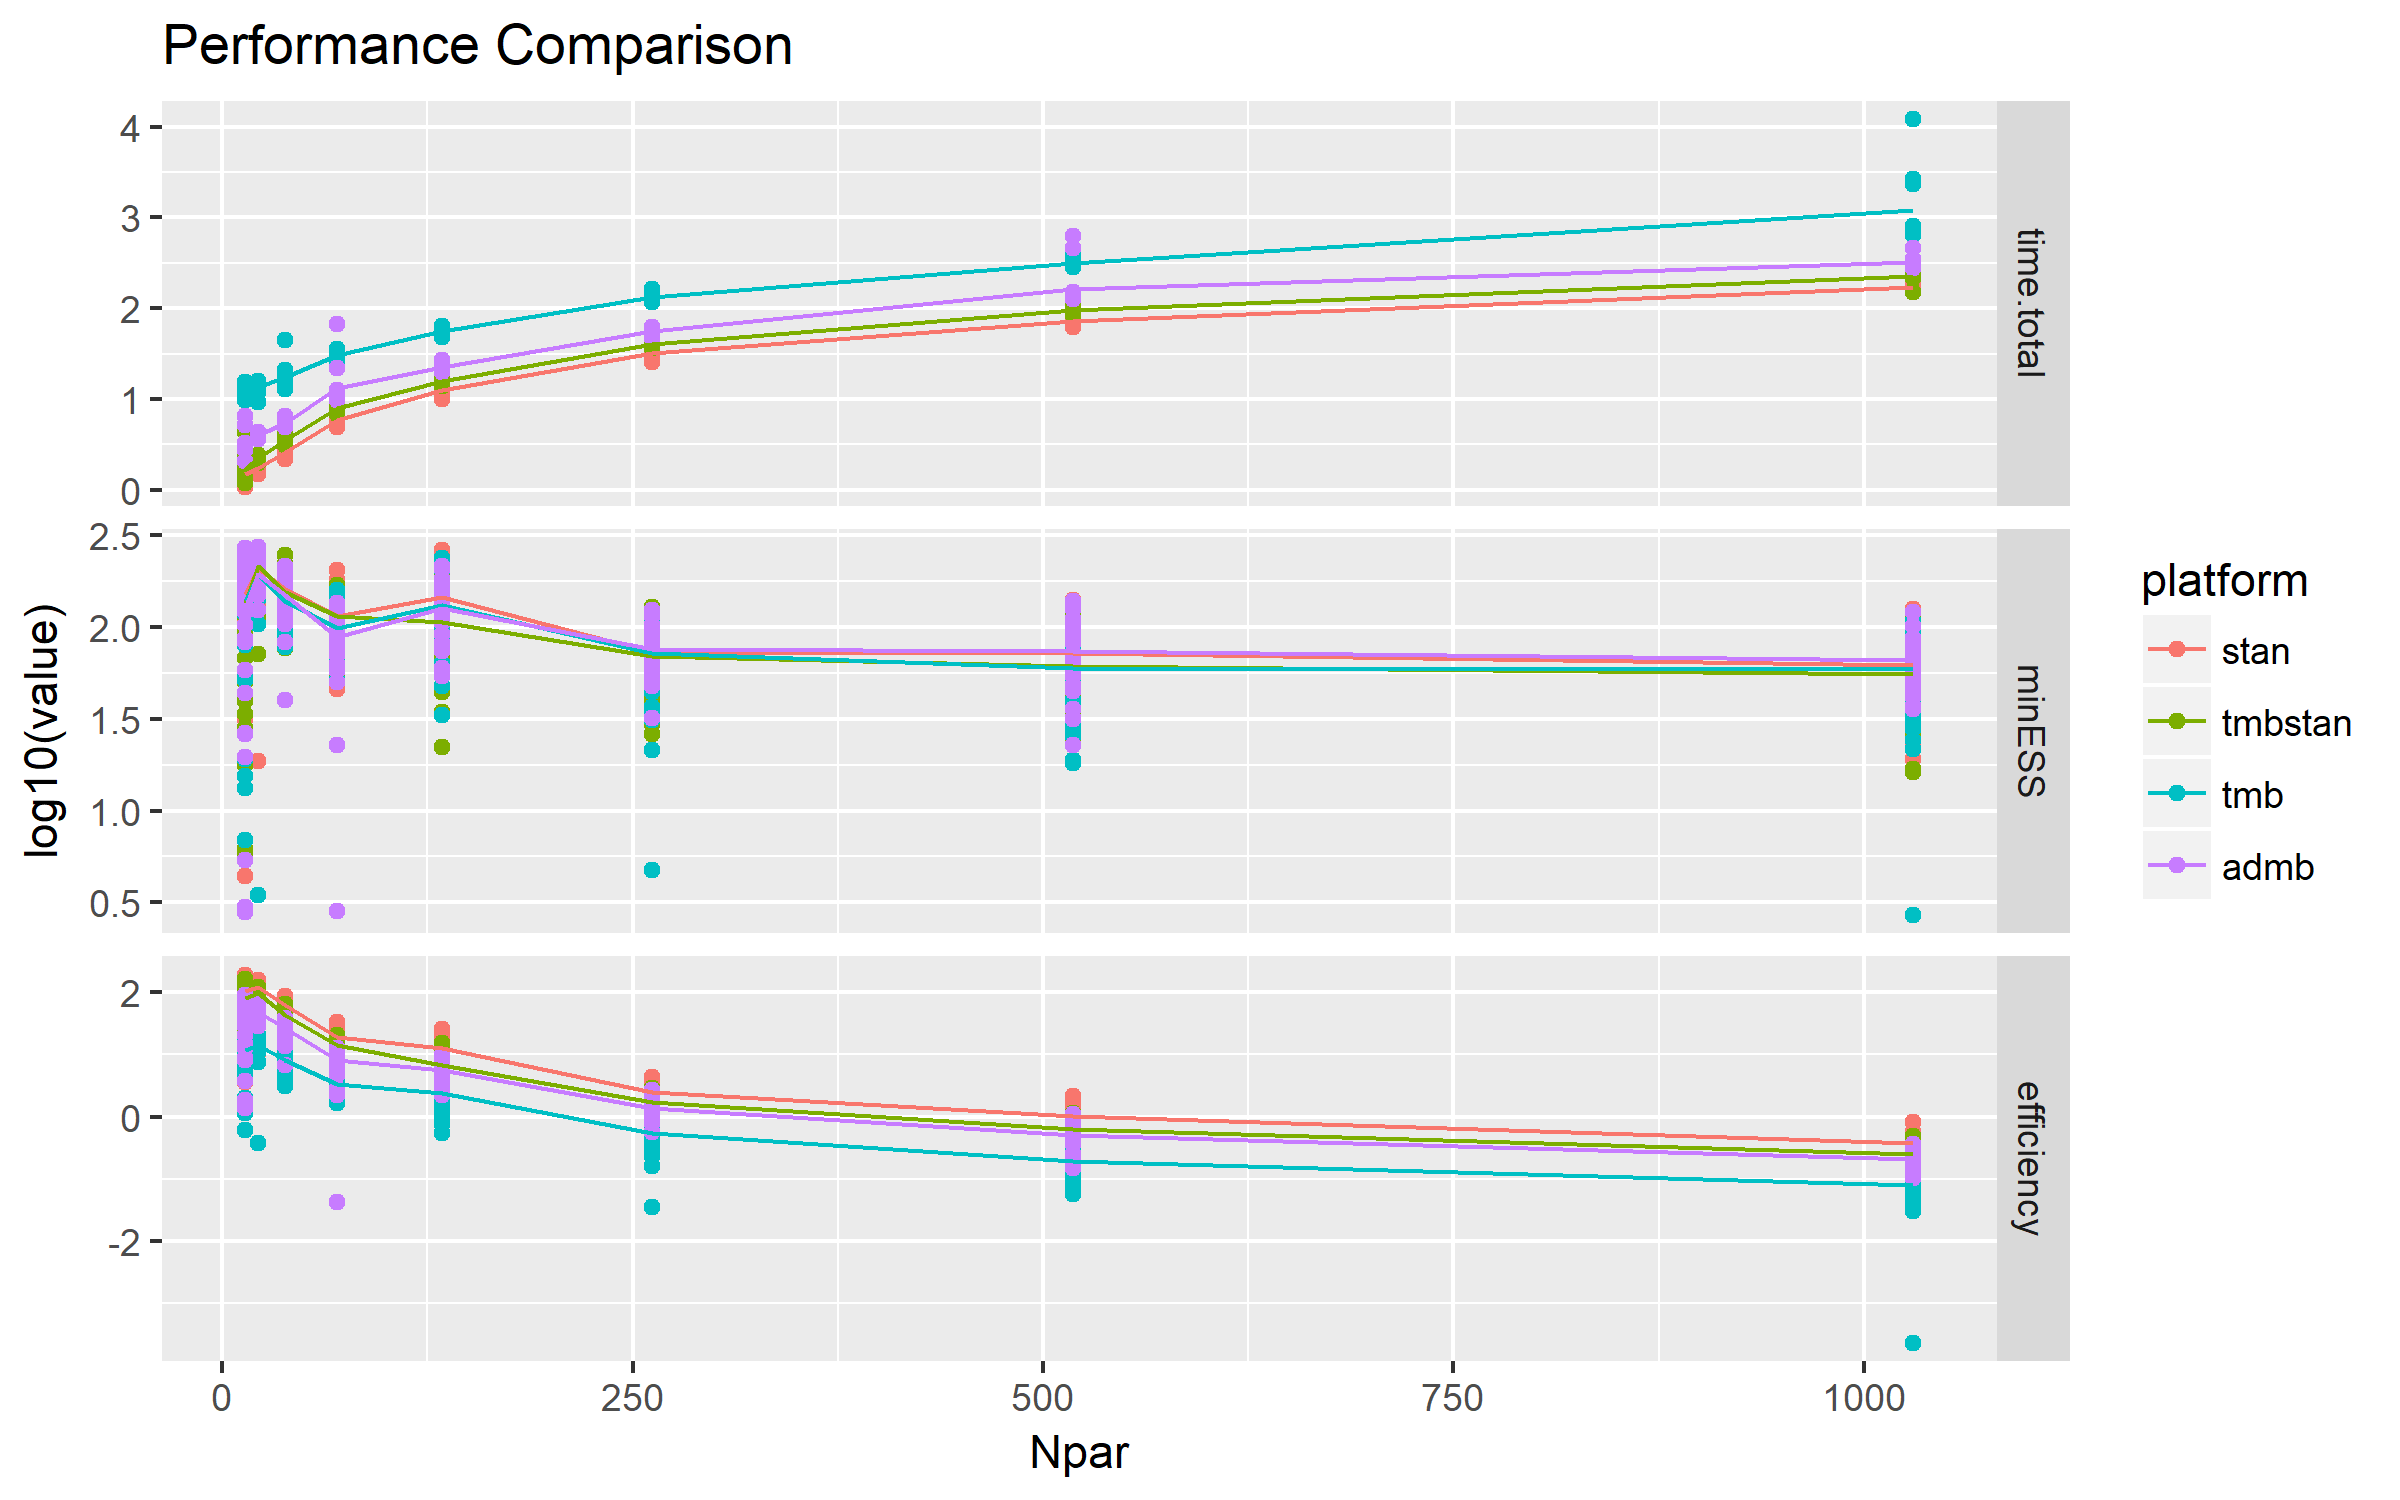 Performance Comparison
4
3
2
1
0
time.total
2.5
2.0
1.5
1.0
0.5
minESS
log10(value)
2
0
-2
efficiency
0 250 500 750 1000
Npar
platform
stan
tmbstan
tmb
admb